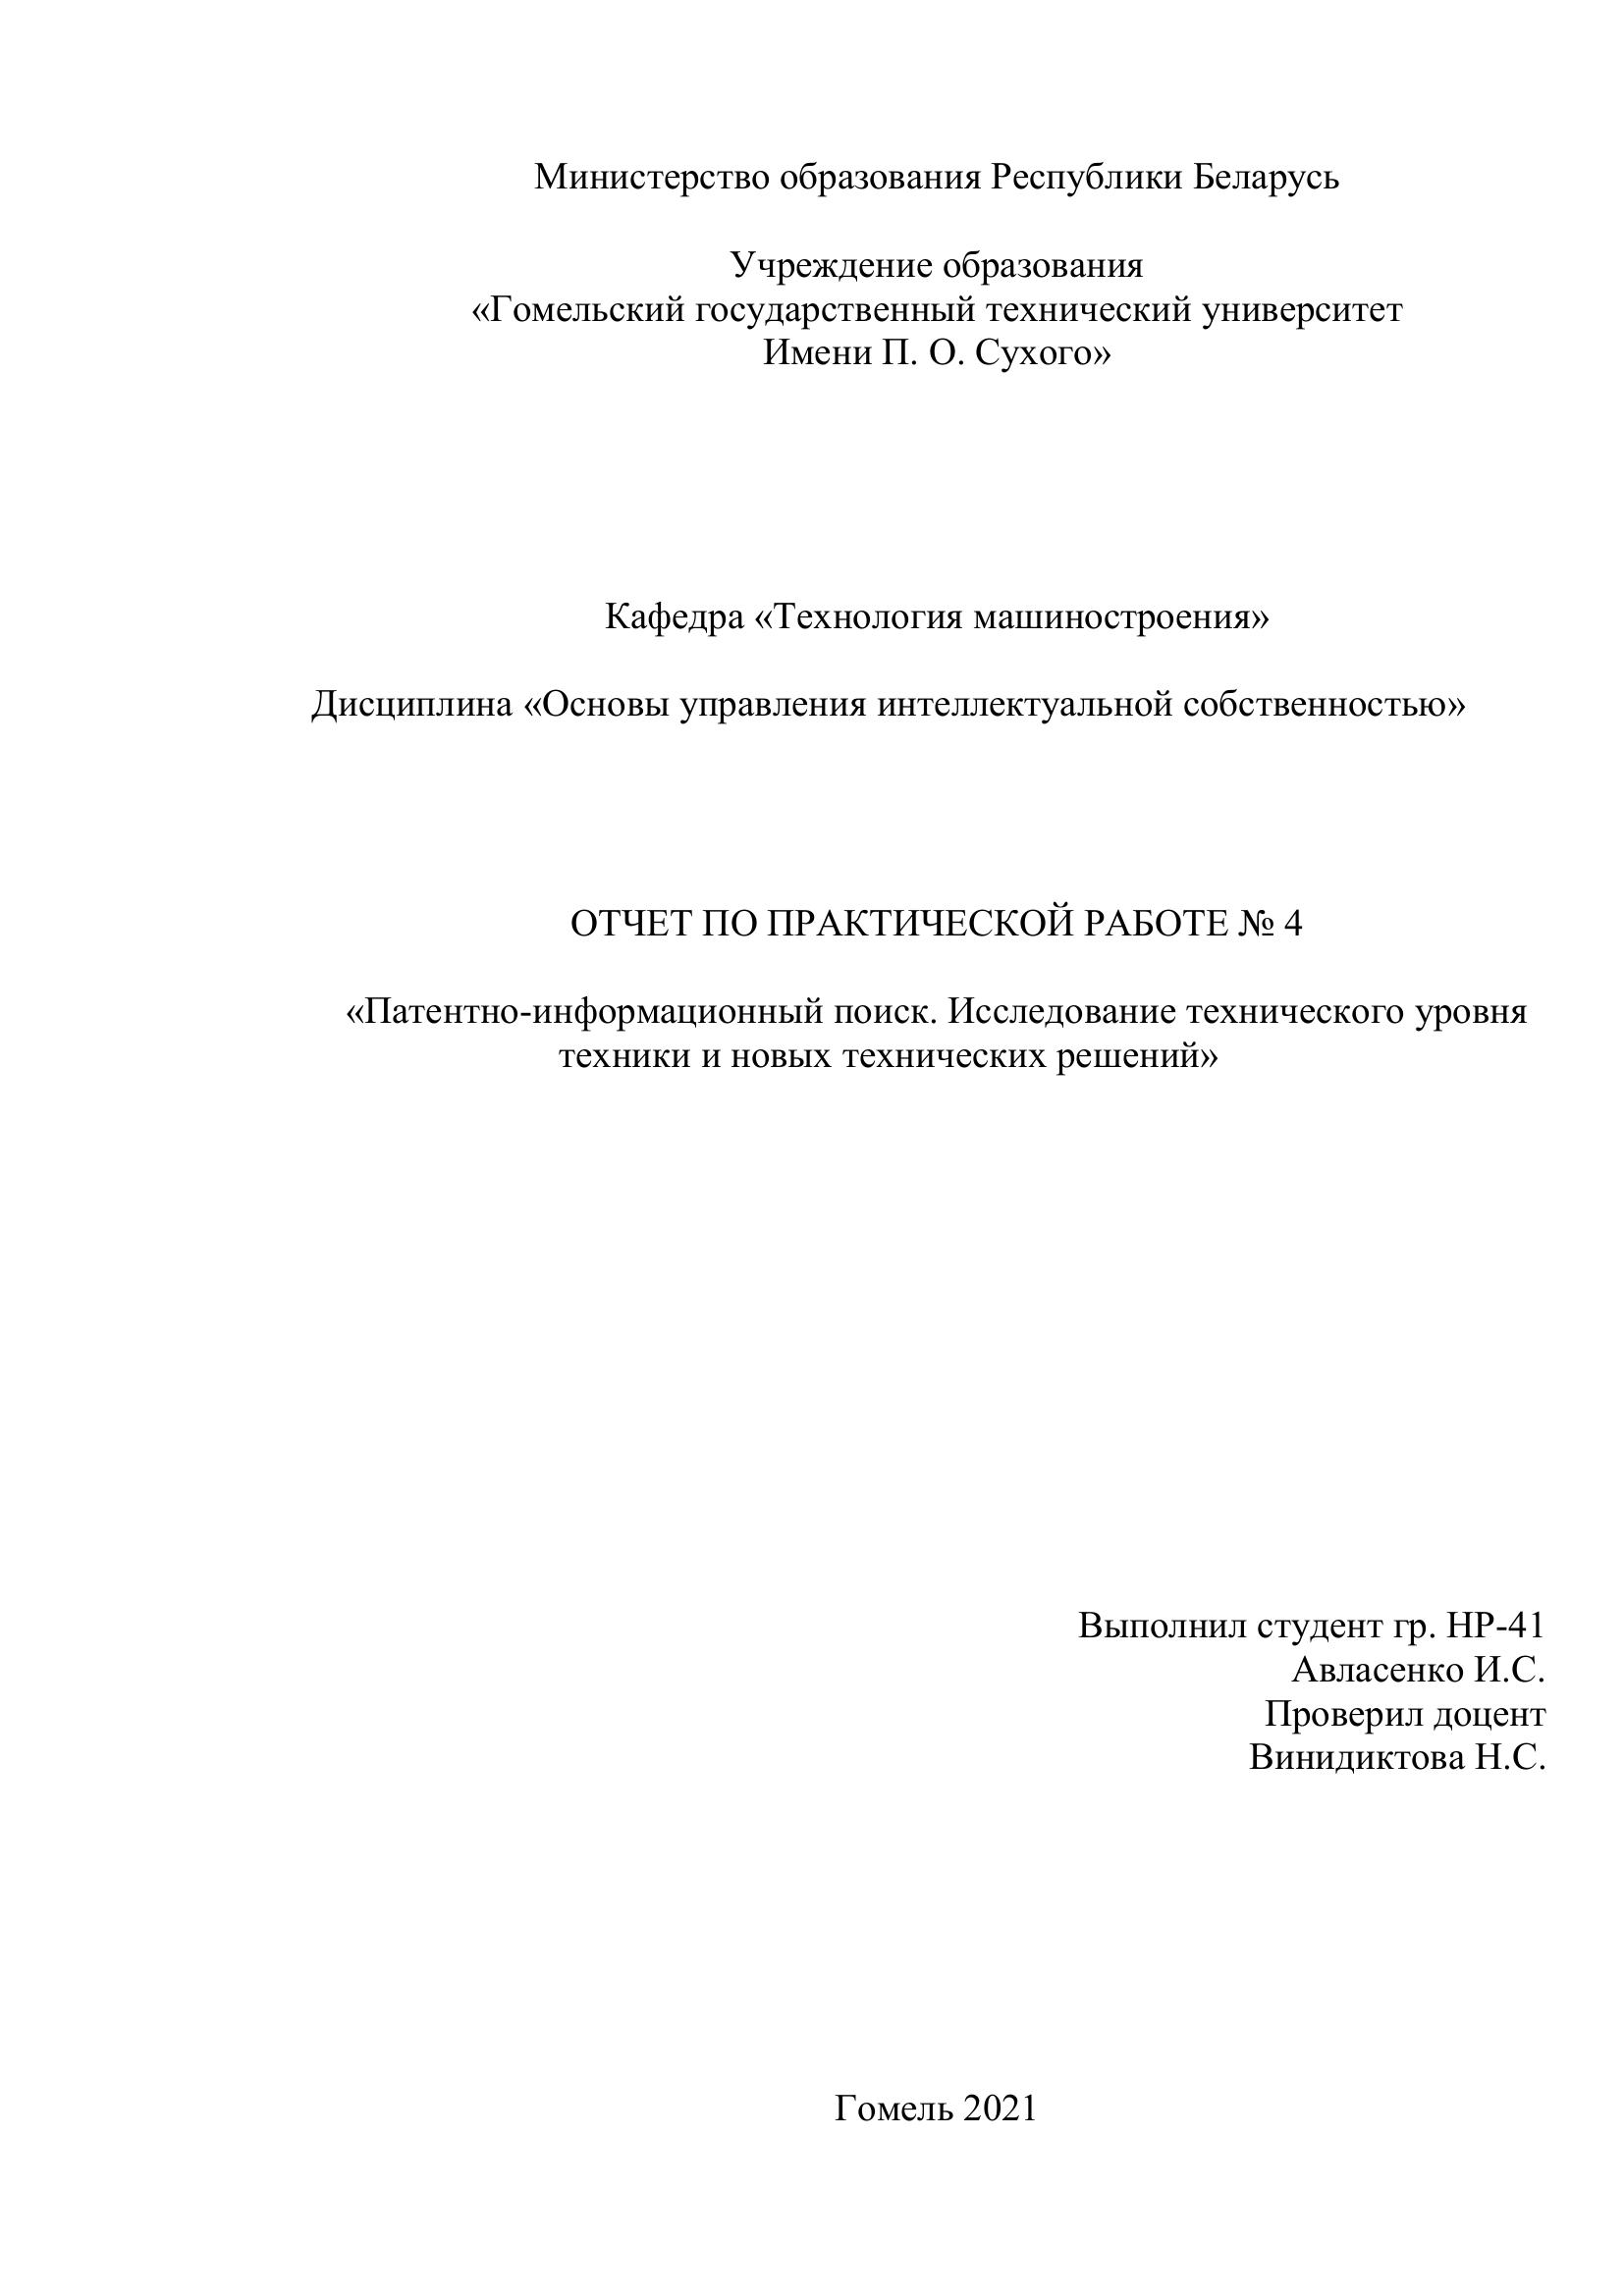 Министерство образования Республики Беларусь
Учреждение образования
«Гомельский государственный технический университет
Имени П. О. Сухого»
Кафедра «Технология машиностроения»
Дисциплина «Основы управления интеллектуальной собственностью»
ОТЧЕТ ПО ПРАКТИЧЕСКОЙ РАБОТЕ № 4
«Патентно-информационный поиск. Исследование технического уровня
техники и новых технических решений»
Выполнил студент гр. НР-41
Авласенко И.С.
Проверил доцент
Винидиктова Н.С.
Гомель 2021